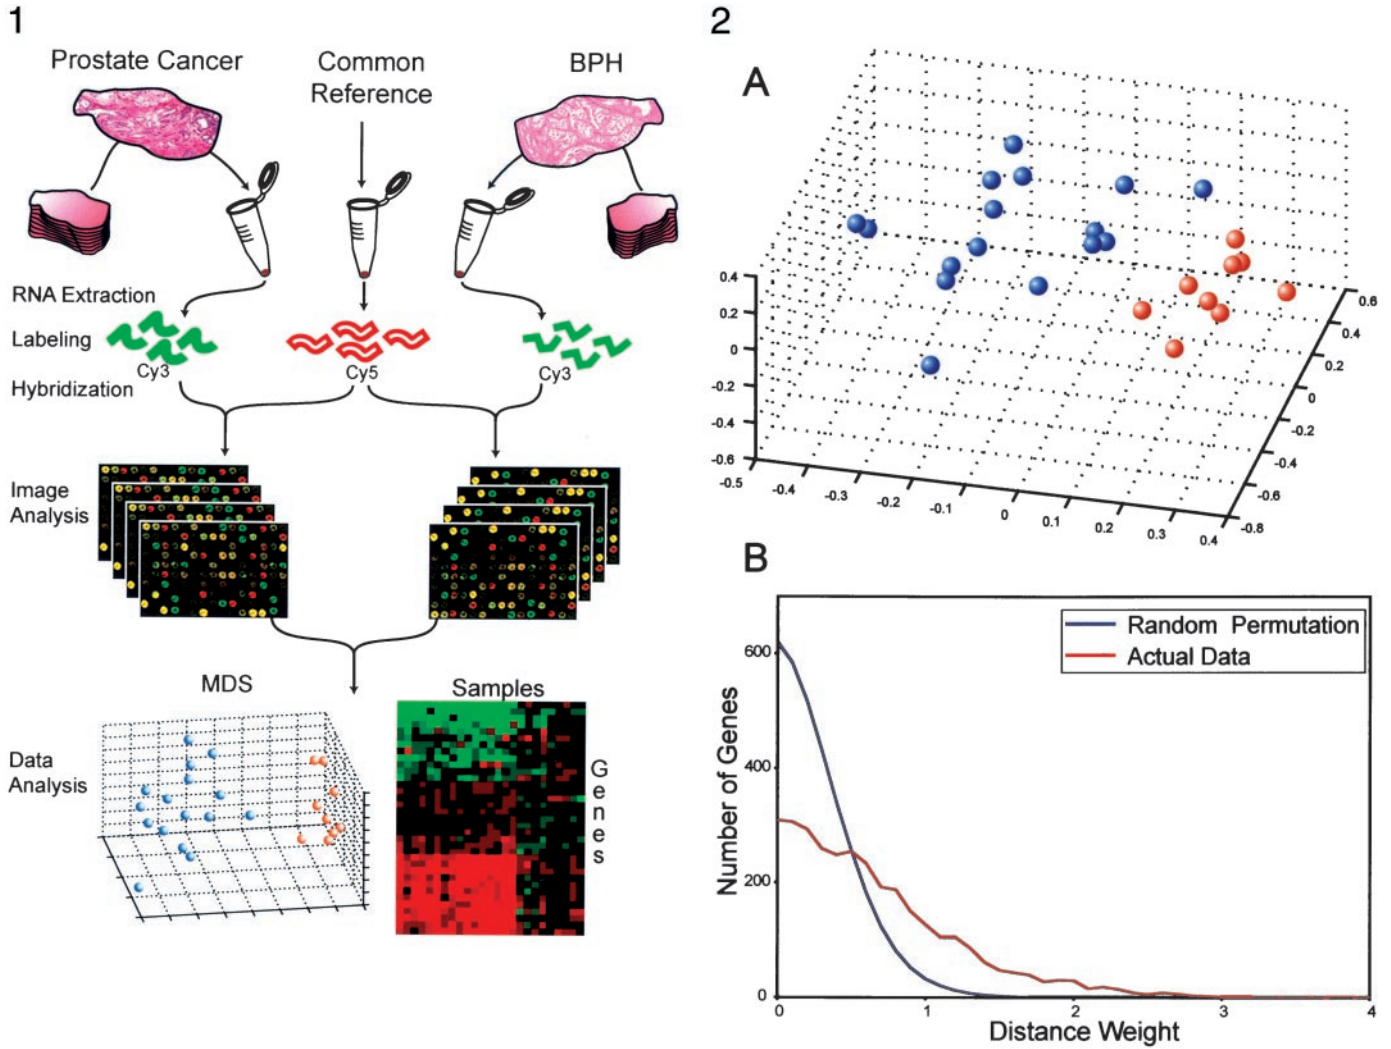 1
Prostate Cancer
Common
Reference
BPH
RNA Extraction
Labeling
Cy3
Cy5
Cy3
Hybridization
Image
Analysis
MDS
Samples
Data
Analysis
Genes
2
A
0.4
0.2
0
-0.2
-0.4
-0.6
-0.5
-0.4
-0.3
-0.2
-0.1
0
0.1
0.2
0.3
0.4
0.6
0.4
0.2
0
-0.2
-0.4
-0.6
-0.8
B
Random Permutation
Actual Data
Number of Genes
600
400
200
0
0
1
2
3
4
Distance Weight